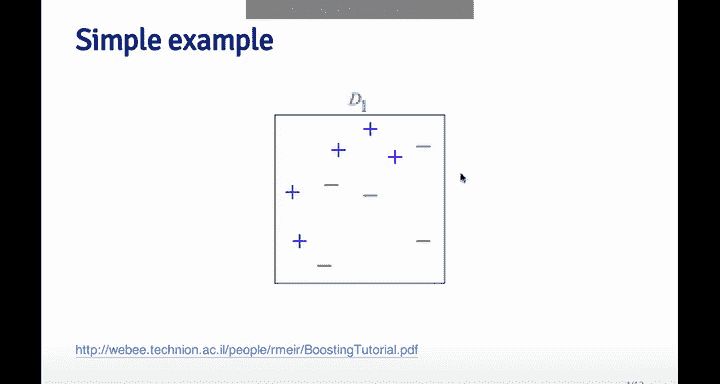 Simple example
D1
+
+ + −
+ − −
+ −
−
http://webee.technion.ac.il/people/rmeir/BoostingTutorial.pdf